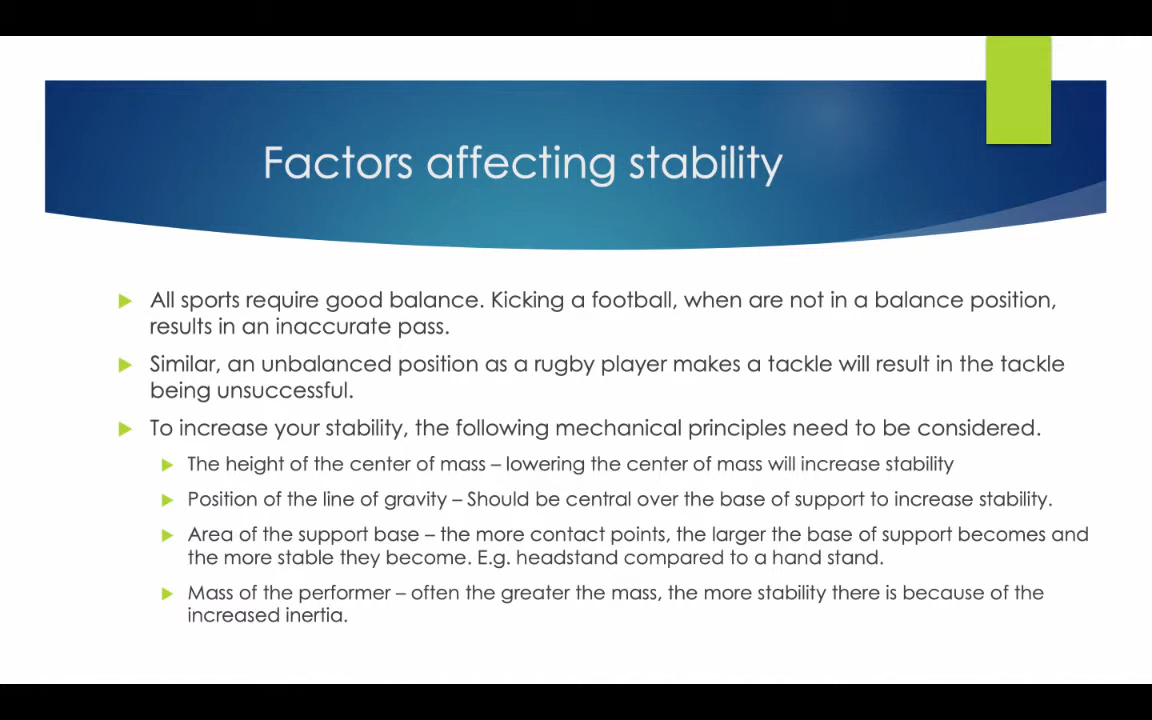 Factors affecting stability
All sports require good balance. Kicking a football, when are not in a balance position,
results in an inaccurate pass.
Similar, an unbalanced position as a rugby player makes a tackle will result in the tackle
being unsuccessful.
To increase your stability, the following mechanical principles need to be considered.
The height of the center of mass – lowering the center of mass will increase stability
Position of the line of gravity – Should be central over the base of support to increase stability.
Area of the support base – the more contact points, the larger the base of support becomes and
the more stable they become. E.g. headstand compared to a hand stand.
Mass of the performer – often the greater the mass, the more stability there is because of the
increased inertia.